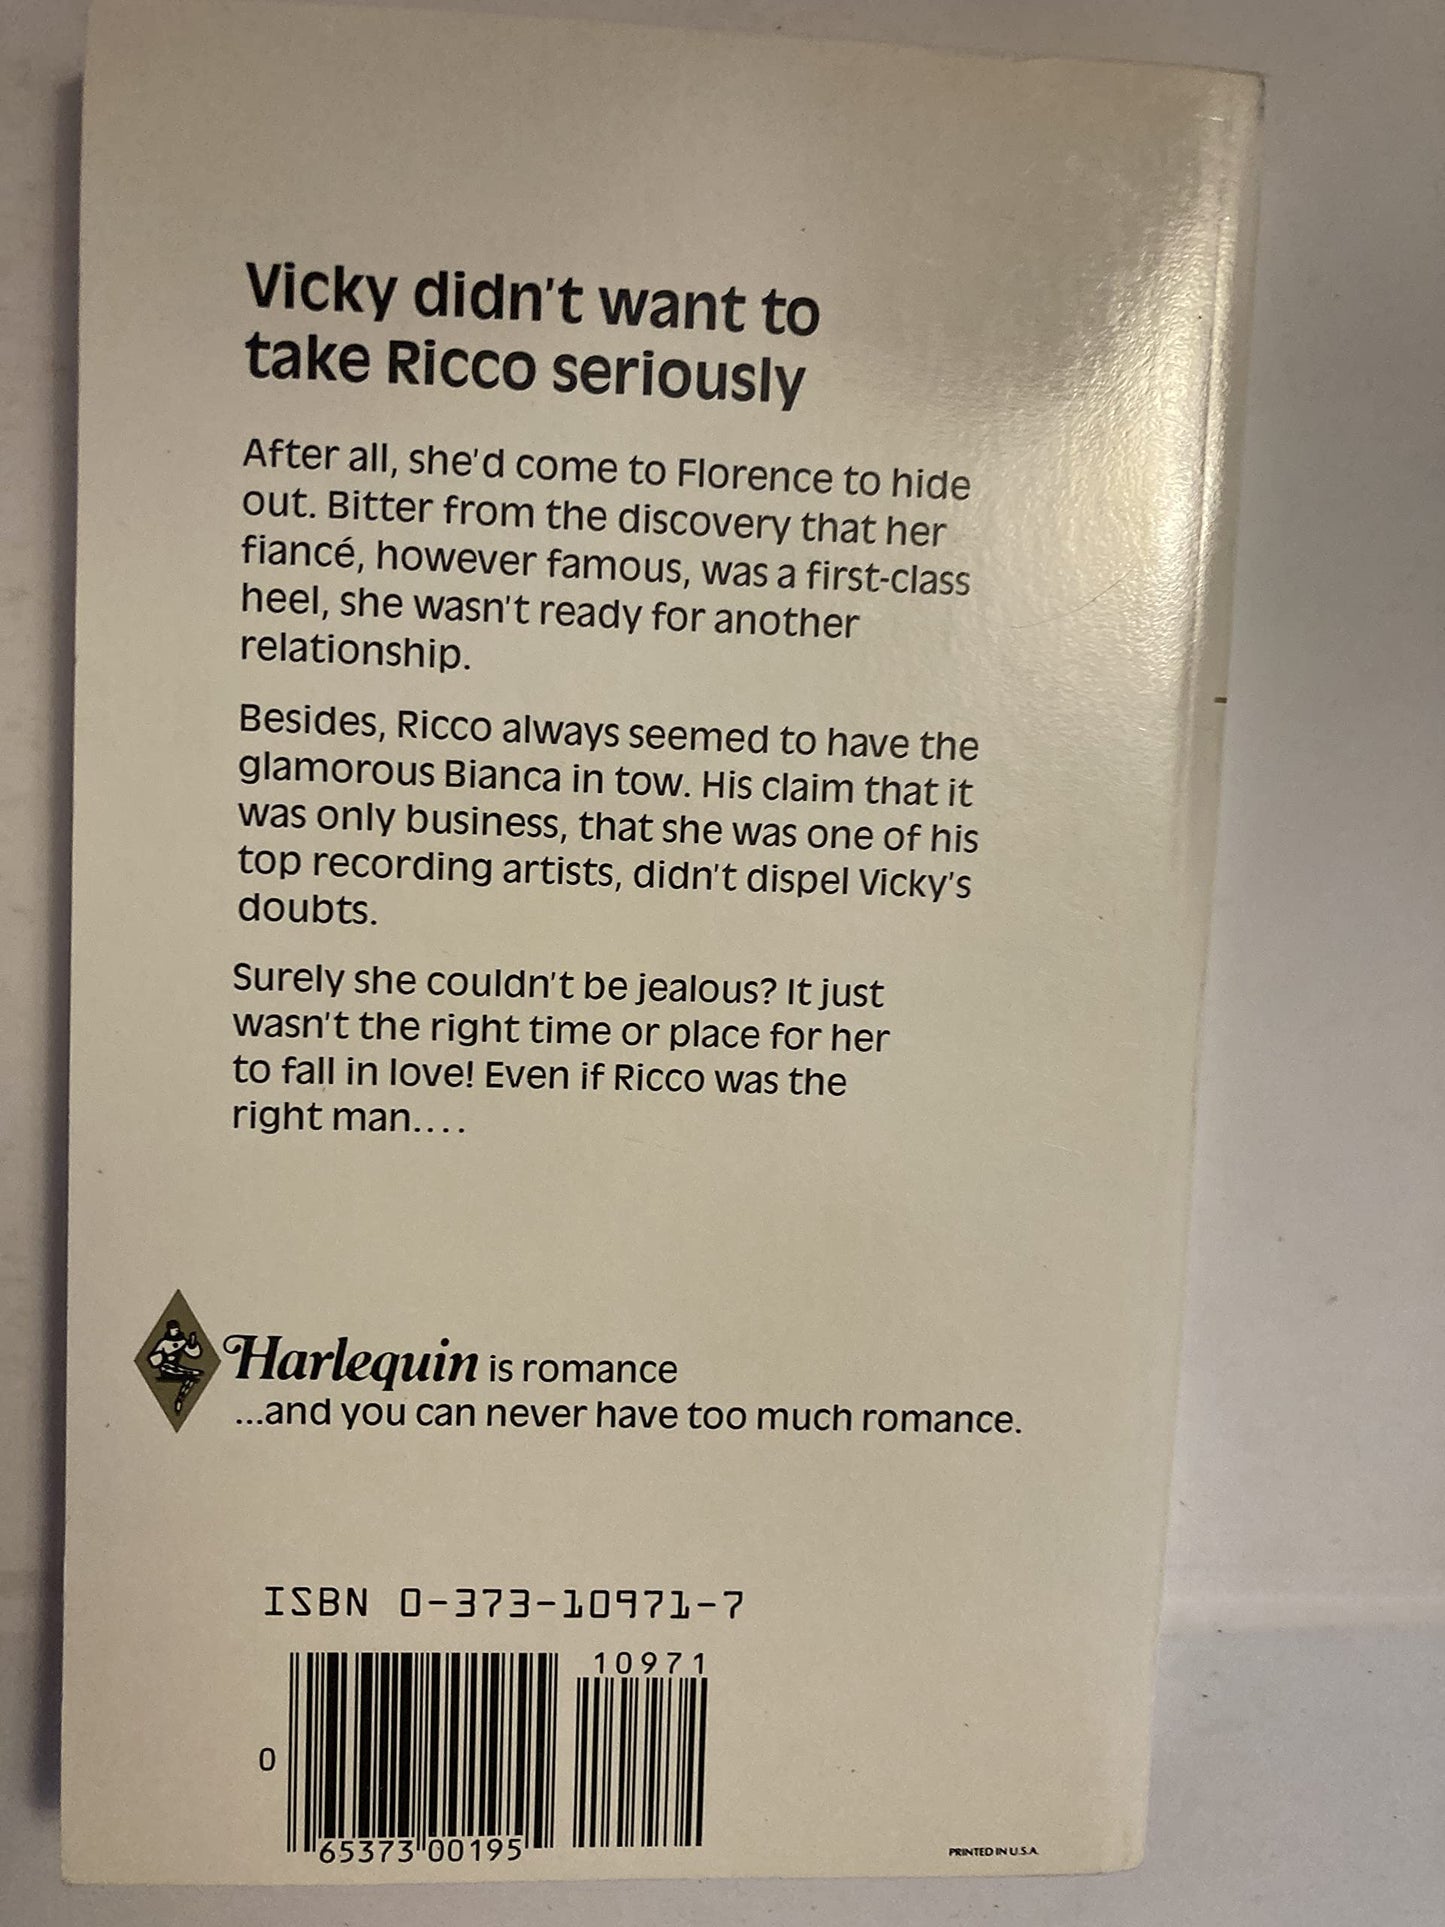 Vicky didn't want to
take Ricco seriously
After all, she'd come to Florence to hide
out. Bitter from the discovery that her
fiancé, however famous, was a first-class
heel, she wasn't ready for another
relationship.
Besides, Ricco always seemed to have the
glamorous Bianca in tow. His claim that it
was only business, that she was one of his
top recording artists, didn't dispel Vicky's
doubts.
Surely she couldn't be jealous? It just
wasn't the right time or place for her
to fall in love! Even if Ricco was the
right man....
Harlequin is romance
...and you can never have too much romance.
ISBN 0-373-10971-7
10971
0
65373 00195
PRINTED IN U.S.A.